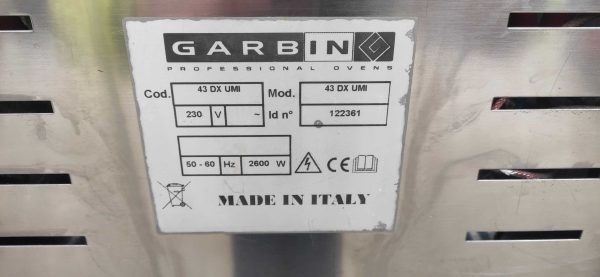 GARBIN
PROFESSIONAL OVENS
Cod. 43 DX UMI Mod. 43 DX UMI
230 V ~ Id n° 122361
50 - 60 Hz 2600 W CE
MADE IN ITALY